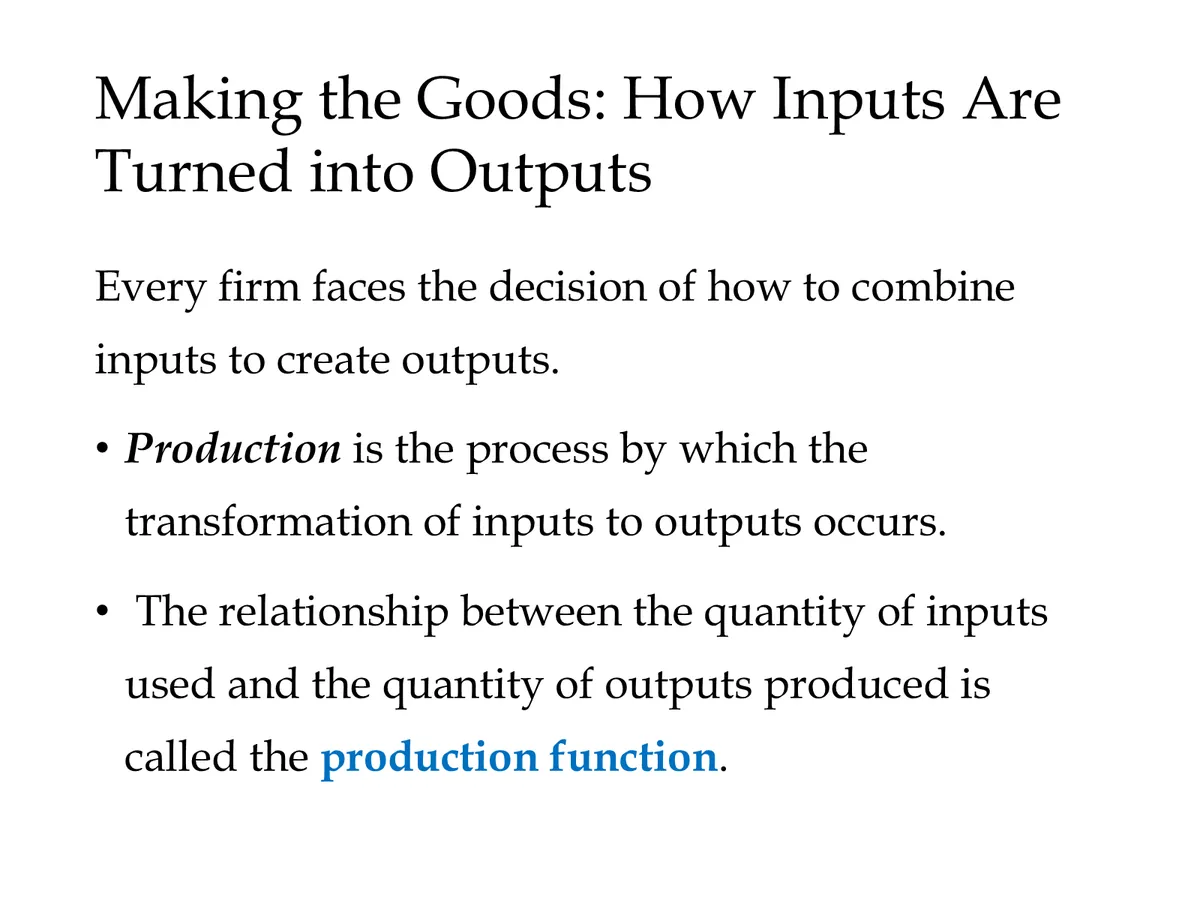 Making the Goods: How Inputs Are
Turned into Outputs
Every firm faces the decision of how to combine
inputs to create outputs.
• Production is the process by which the
transformation of inputs to outputs occurs.
• The relationship between the quantity of inputs
used and the quantity of outputs produced is
called the production function.